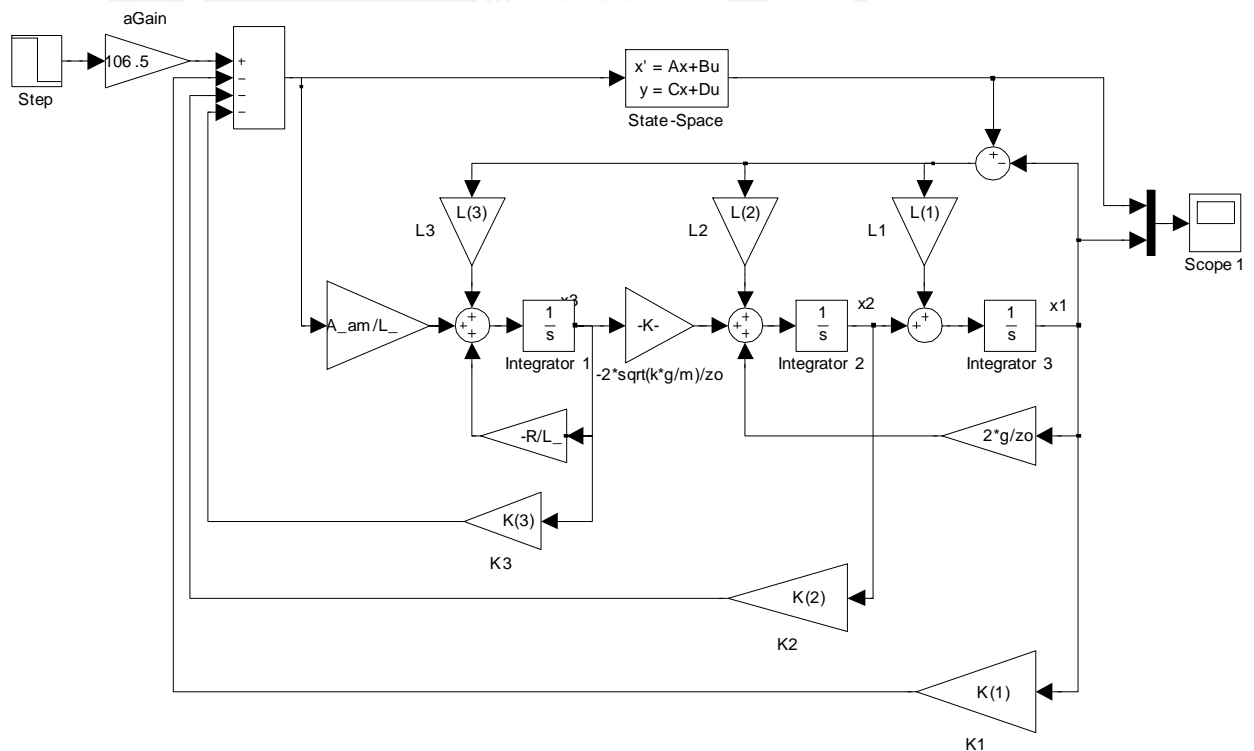 aGain
106 .5
Step
+
−
−
−
x' = Ax+Bu
y = Cx+Du
State-Space
+
−
L(3)
L3
L(2)
L2
L(1)
L1
Scope 1
A_am/L_
+
+
+
x3
1
s
Integrator 1
-K-
-2*sqrt(k*g/m)/zo
+
+
+
x2
1
s
Integrator 2
+
+
x1
1
s
Integrator 3
-R/L_
2*g/zo
K(3)
K3
K(2)
K2
K(1)
K1